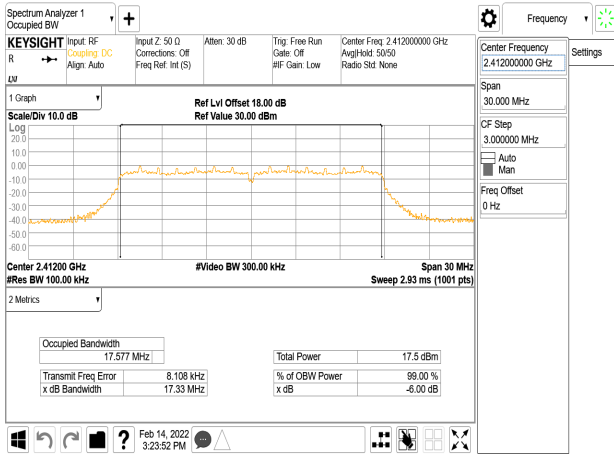 Spectrum Analyzer 1
Occupied BW
KEYSIGHT
R
Input: RF
Coupling: DC
Align: Auto
Input Z: 50 Ω
Corrections: Off
Freq Ref: Int (S)
Atten: 30 dB
Trig: Free Run
Gate: Off
#IF Gain: Low
Center Freq: 2.412000000 GHz
Avg|Hold: 50/50
Radio Std: None
1 Graph
Scale/Div 10.0 dB
Ref Lvl Offset 18.00 dB
Ref Value 30.00 dBm
Log
20.0
10.0
0.00
-10.0
-20.0
-30.0
-40.0
-50.0
-60.0
Center 2.41200 GHz
#Res BW 100.00 kHz
#Video BW 300.00 kHz
Span 30 MHz
Sweep 2.93 ms (1001 pts)
2 Metrics
Occupied Bandwidth
17.577 MHz
Transmit Freq Error 8.108 kHz
x dB Bandwidth 17.33 MHz
Total Power 17.5 dBm
% of OBW Power 99.00 %
x dB -6.00 dB
?
Feb 14, 2022
3:23:52 PM
Frequency
Settings
Center Frequency
2.412000000 GHz
Span
30.000 MHz
CF Step
3.000000 MHz
Auto
Man
Freq Offset
0 Hz